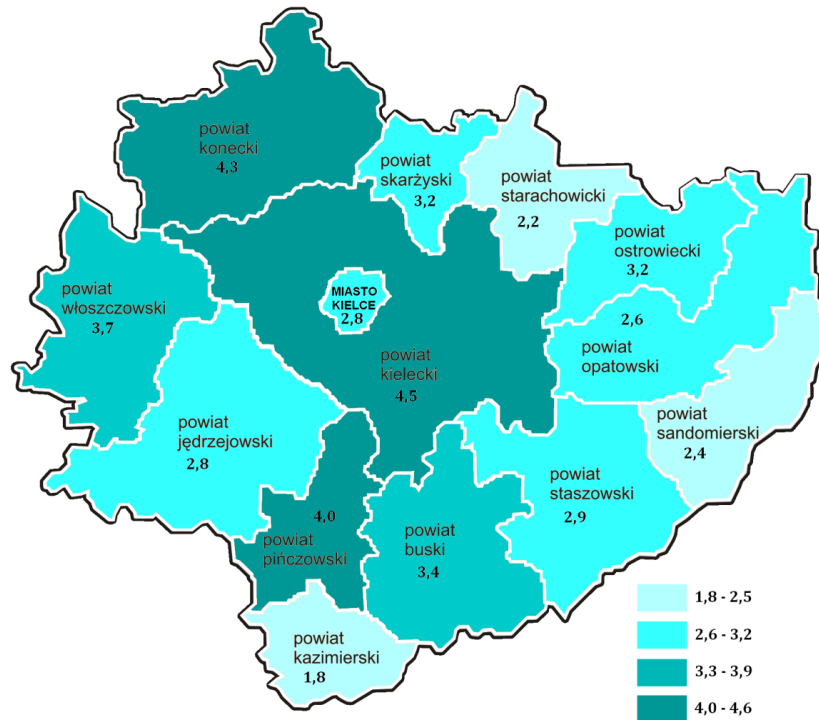 powiat
konecki
4,3
powiat
skarżyski
3,2
powiat
starachowicki
2,2
powiat
ostrowiecki
3,2
powiat
włoszczowski
3,7
MIASTO
KIELCE
2,8
2,6
powiat
opatowski
powiat
kielecki
4,5
powiat
sandomierski
2,4
powiat
jędrzejowski
2,8
powiat
staszowski
2,9
4,0
powiat
pińczowski
powiat
buski
3,4
powiat
kazimierski
1,8
1,8 - 2,5
2,6 - 3,2
3,3 - 3,9
4,0 - 4,6